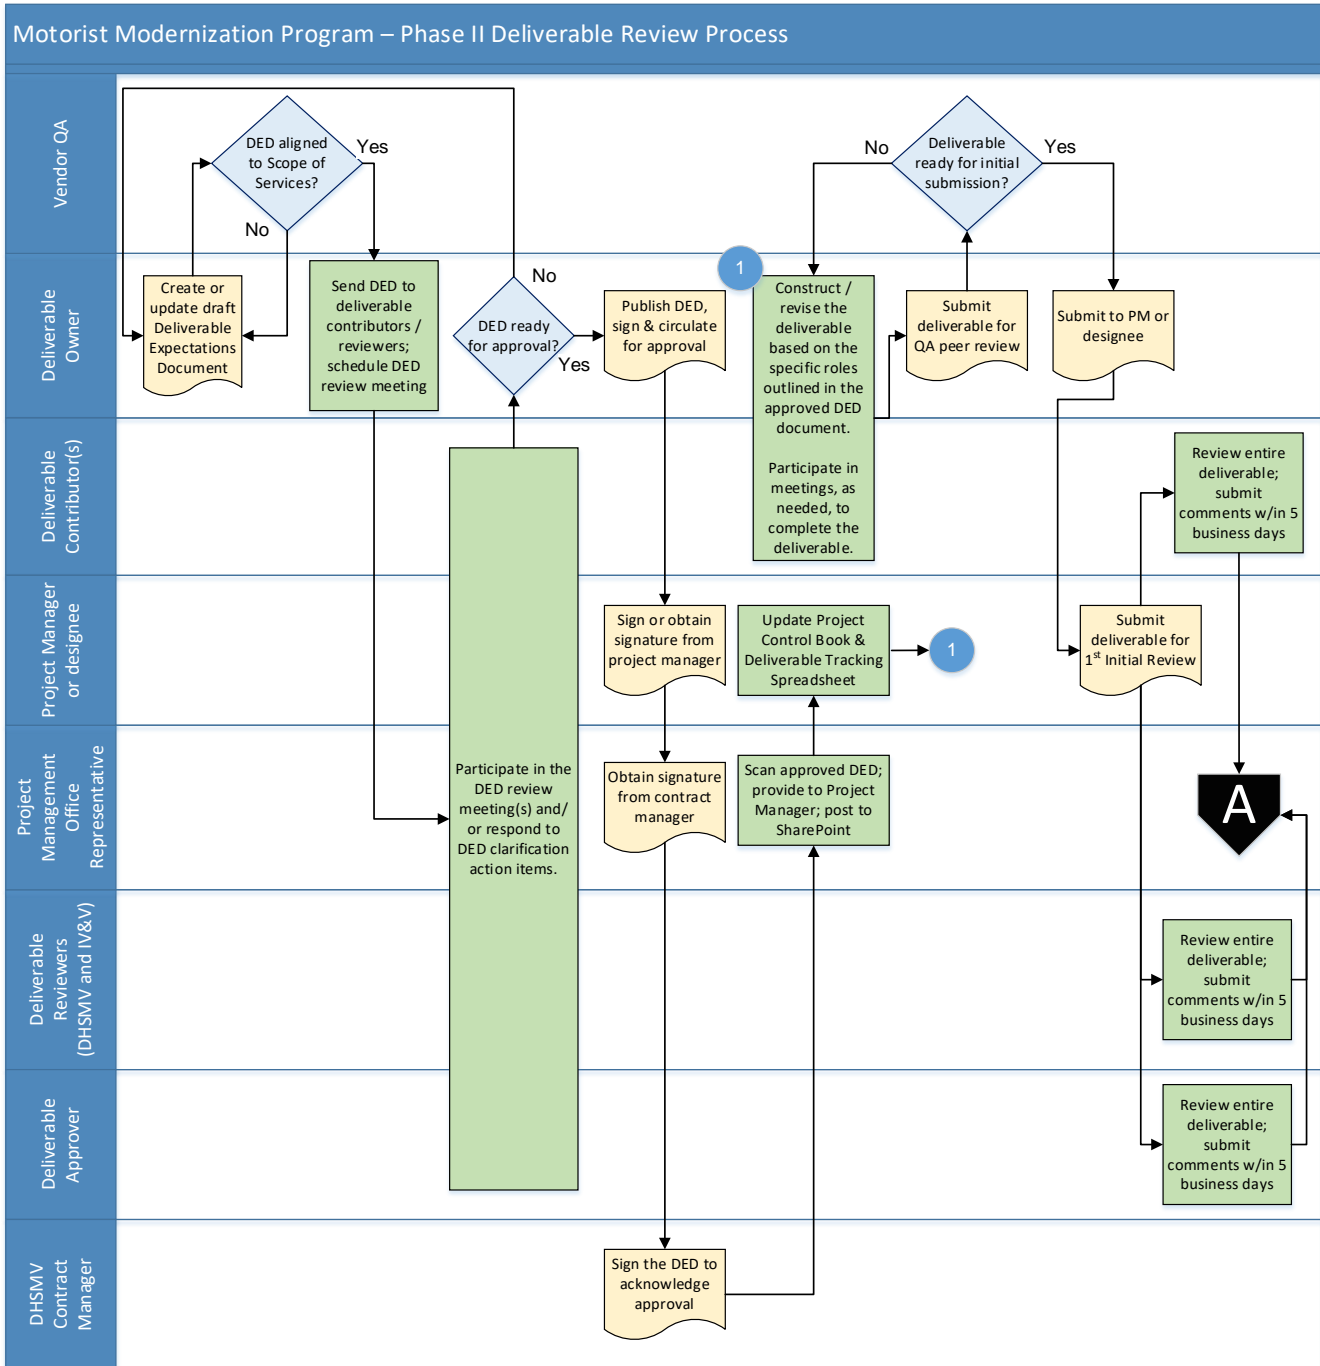 Motorist Modernization Program – Phase II Deliverable Review Process
Vendor QA
DED aligned
to Scope of
Services?
Yes
No
Deliverable
ready for initial
submission?
No
Yes
Deliverable
Owner
Create or
update draft
Deliverable
Expectations
Document
Send DED to
deliverable
contributors /
reviewers;
schedule DED
review meeting
DED ready
for approval?
No
Yes
Publish DED,
sign & circulate
for approval
1
Construct /
revise the
deliverable
based on the
specific roles
outlined in the
approved DED
document.
Participate in
meetings, as
needed, to
complete the
deliverable.
Submit
deliverable for
QA peer review
Submit to PM or
designee
Deliverable
Contributor(s)
Review entire
deliverable;
submit
comments w/in 5
business days
Project Manager
or designee
Sign or obtain
signature from
project manager
Update Project
Control Book &
Deliverable Tracking
Spreadsheet
1
Submit
deliverable for
1st Initial Review
Project
Management
Office
Representative
Participate in the
DED review
meeting(s) and/
or respond to
DED clarification
action items.
Obtain signature
from contract
manager
Scan approved DED;
provide to Project
Manager; post to
SharePoint
A
Deliverable
Reviewers
(DHSMV and IV&V)
Review entire
deliverable;
submit
comments w/in 5
business days
Deliverable
Approver
Review entire
deliverable;
submit
comments w/in 5
business days
DHSMV
Contract
Manager
Sign the DED to
acknowledge
approval